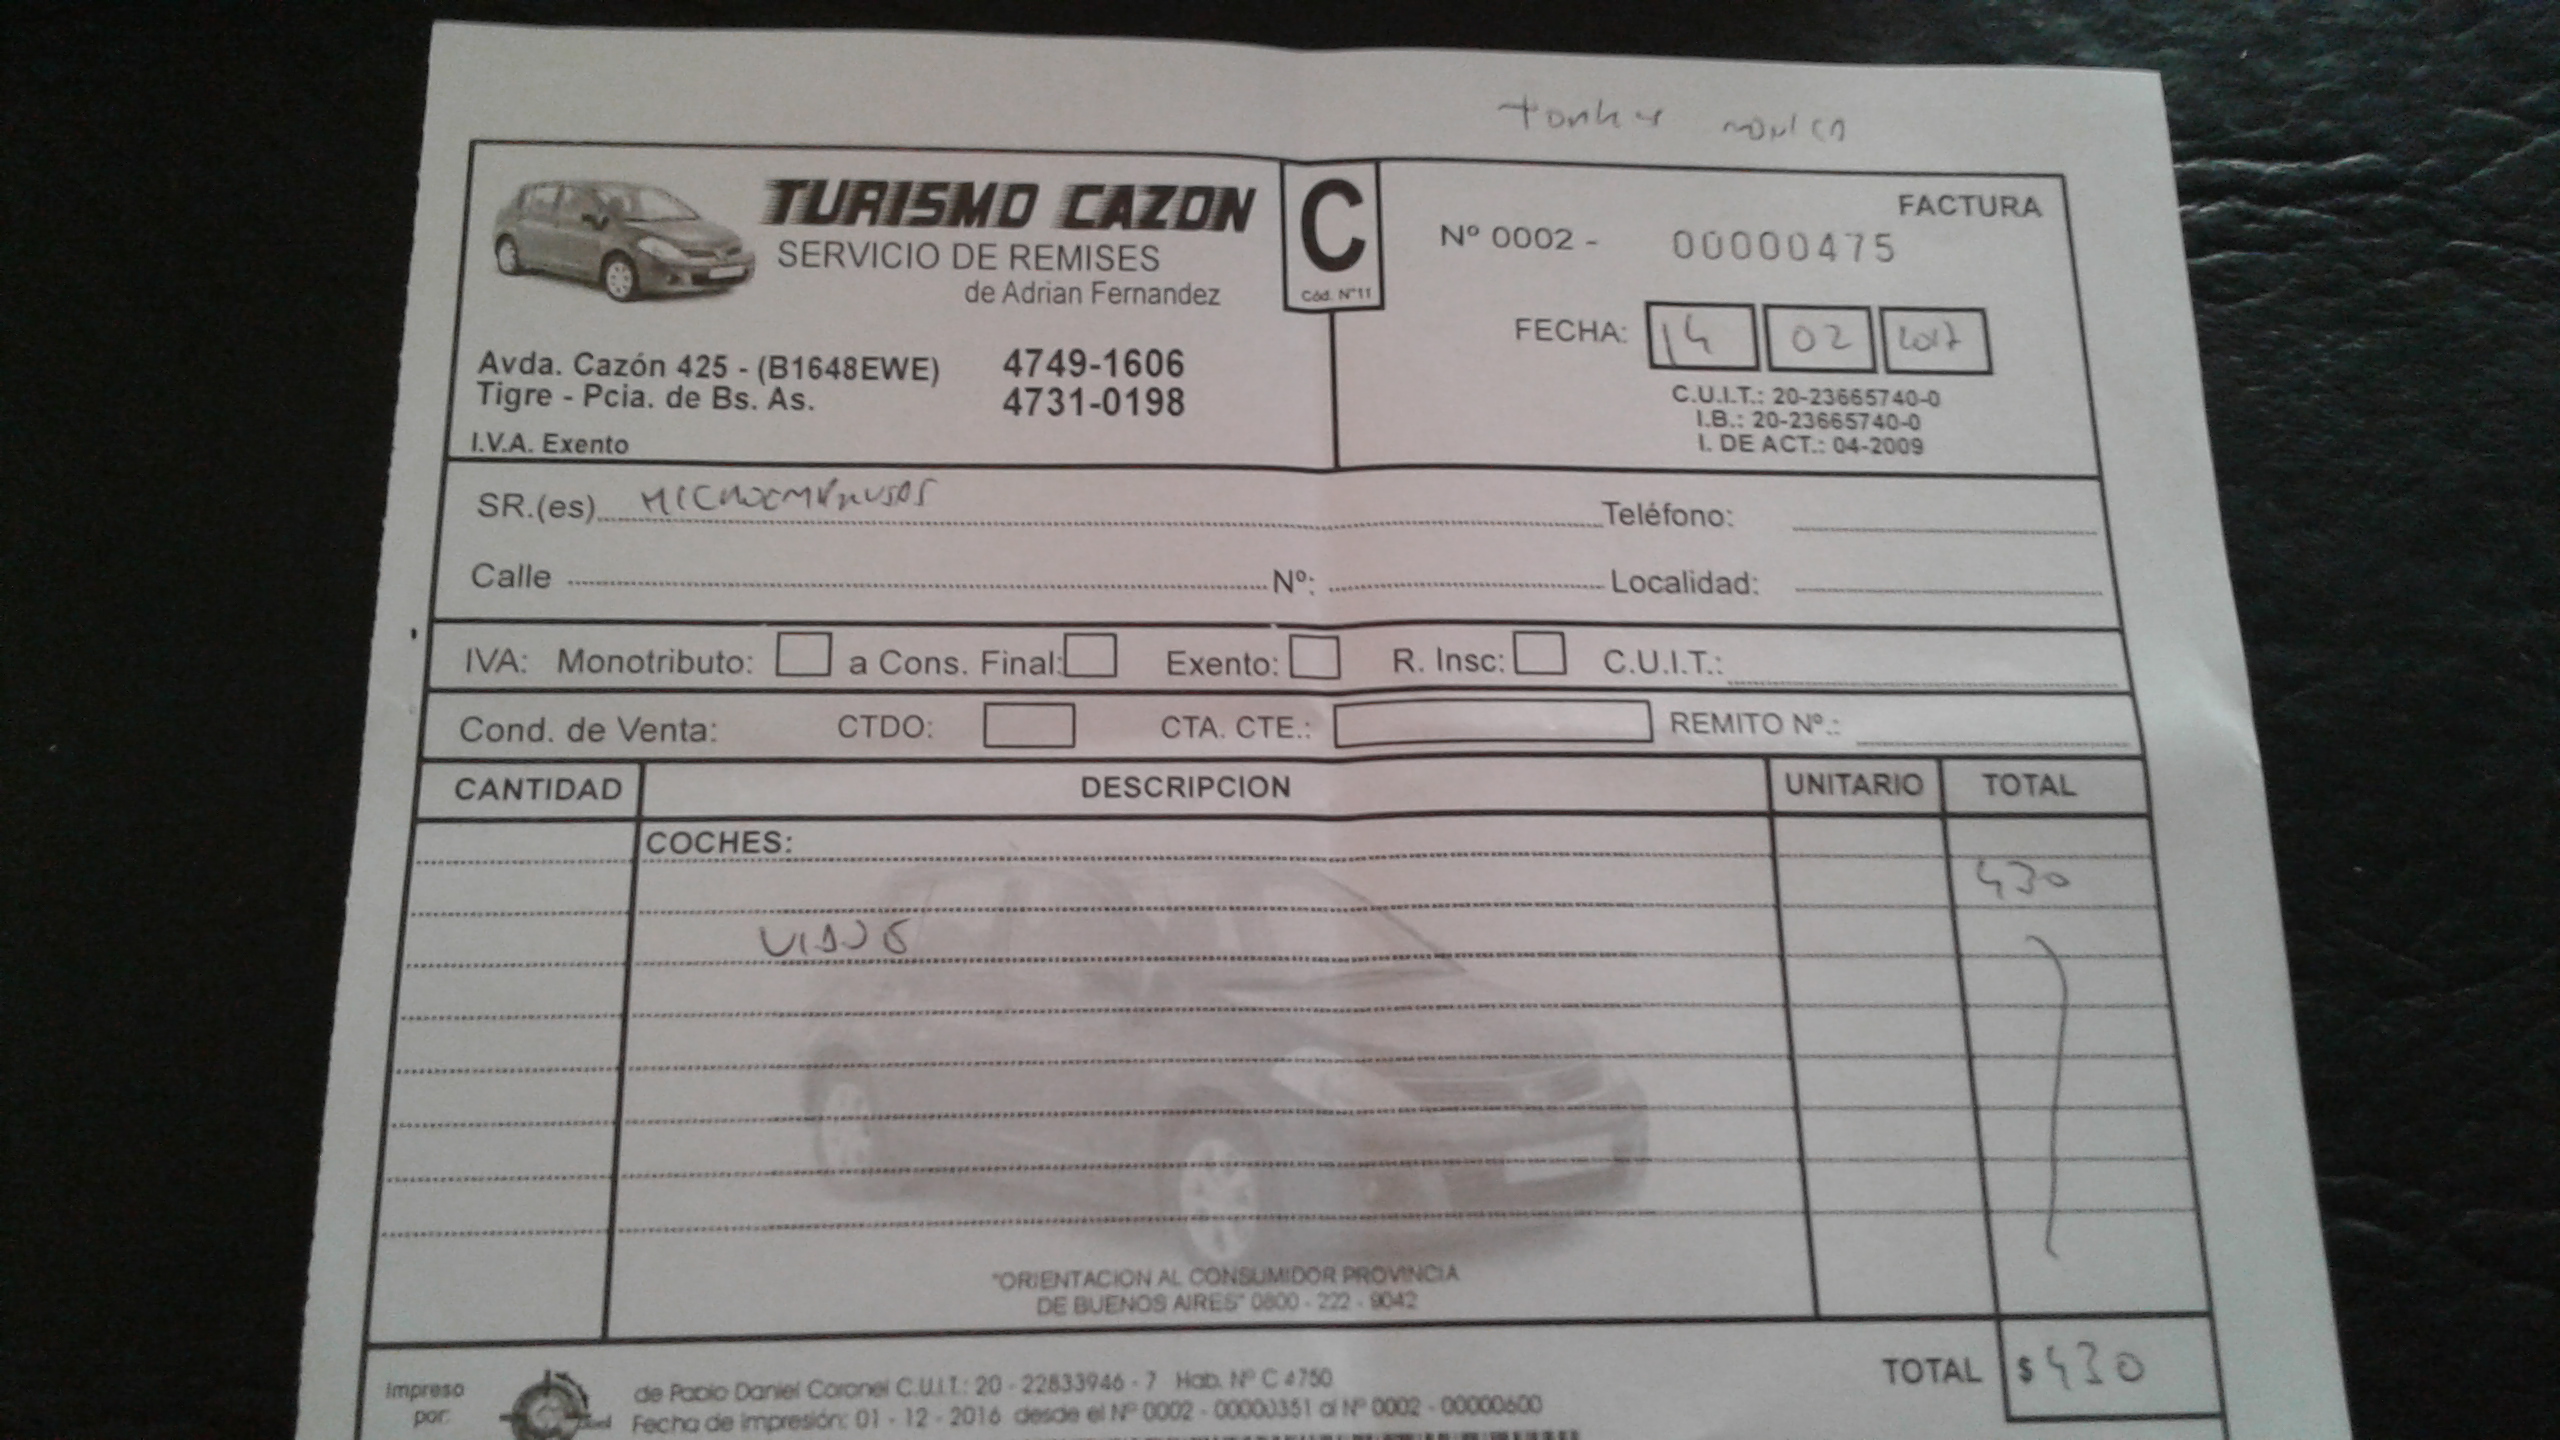 TURISMO CAZON
SERVICIO DE REMISES
de Adrian Fernandez
Avda. Cazón 425 - (B1648EWE) 4749-1606
Tigre - Pcia. de Bs. As. 4731-0198
I.V.A. Exento
C
Cód. N°11
FACTURA
Nº 0002 - 00000475
FECHA: 14 02 2017
C.U.I.T.: 20-23665740-0
I.B.: 20-23665740-0
I. DE ACT.: 04-2009
SR.(es) Teléfono:
Calle Nº: Localidad:
IVA: Monotributo: a Cons. Final: Exento: R. Insc: C.U.I.T.:
Cond. de Venta: CTDO: CTA. CTE.: REMITO Nº.:
CANTIDAD DESCRIPCION UNITARIO TOTAL
COCHES:
430
"ORIENTACION AL CONSUMIDOR PROVINCIA
DE BUENOS AIRES" 0800 - 222 - 9042
TOTAL $ 430
Impreso por: de Pablo Daniel Coronel C.U.I.T.: 20 - 22833946 - 7 Hab. Nº C 4750
Fecha de Impresión: 01 - 12 - 2016 desde el Nº 0002 - 00000351 al Nº 0002 - 00000600